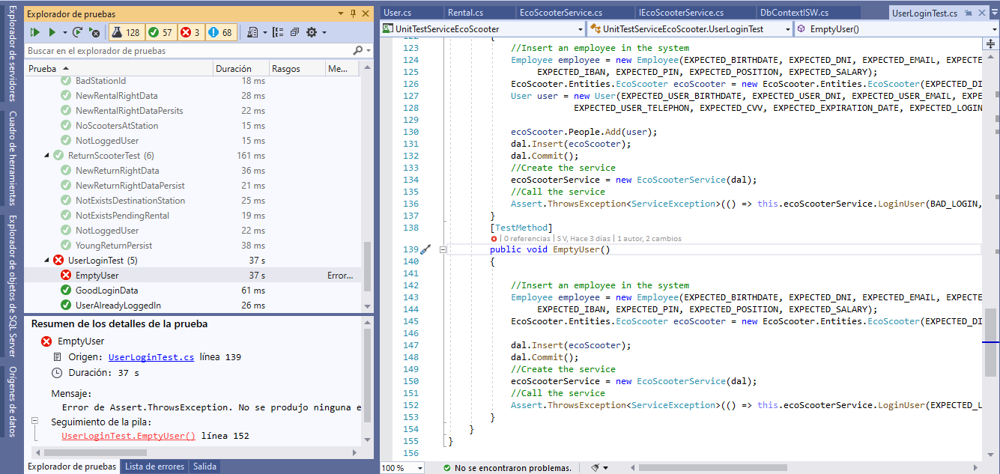 Explorador de servidores
Cuadro de herramientas
Explorador de objetos de SQL Server
Orígenes de datos
Explorador de pruebas
128 57 3 68
Buscar en el explorador de pruebas
Prueba Duración Rasgos Me...
BadStationId 18 ms
NewRentalRightData 28 ms
NewRentalRightDataPersits 22 ms
NoScootersAtStation 15 ms
NotLoggedUser 15 ms
ReturnScooterTest (6) 161 ms
NewReturnRightData 36 ms
NewReturnRightDataPersist 21 ms
NotExistsDestinationStation 25 ms
NotExistsPendingRental 19 ms
NotLoggedUser 22 ms
YoungReturnPersist 38 ms
UserLoginTest (5) 37 s
EmptyUser 37 s Error...
GoodLoginData 61 ms
UserAlreadyLoggedIn 26 ms
Resumen de los detalles de la prueba
EmptyUser
Origen: UserLoginTest.cs línea 139
Duración: 37 s
Mensaje:
Error de Assert.ThrowsException. No se produjo ninguna e
Seguimiento de la pila:
UserLoginTest.EmptyUser() línea 152
Explorador de pruebas Lista de errores Salida
User.cs Rental.cs EcoScooterService.cs IEcoScooterService.cs DbContextISW.cs UserLoginTest.cs
UnitTestServiceEcoScooter UnitTestServiceEcoScooter.UserLoginTest EmptyUser()
122 {
123 //Insert an employee in the system
124 Employee employee = new Employee(EXPECTED_BIRTHDATE, EXPECTED_DNI, EXPECTED_EMAIL, EXPECTE
125 EXPECTED_IBAN, EXPECTED_PIN, EXPECTED_POSITION, EXPECTED_SALARY);
126 EcoScooter.Entities.EcoScooter ecoScooter = new EcoScooter.Entities.EcoScooter(EXPECTED_DI
127 User user = new User(EXPECTED_USER_BIRTHDATE, EXPECTED_USER_DNI, EXPECTED_USER_EMAIL, EXPE
128 EXPECTED_USER_TELEPHON, EXPECTED_CVV, EXPECTED_EXPIRATION_DATE, EXPECTED_LOGIN
129
130 ecoScooter.People.Add(user);
131 dal.Insert(ecoScooter);
132 dal.Commit();
133 //Create the service
134 ecoScooterService = new EcoScooterService(dal);
135 //Call the service
136 Assert.ThrowsException<ServiceException>(() => this.ecoScooterService.LoginUser(BAD_LOGIN,
137 }
138 [TestMethod]
0 referencias | S V, Hace 3 días | 1 autor, 2 cambios
139 public void EmptyUser()
140 {
141
142 //Insert an employee in the system
143 Employee employee = new Employee(EXPECTED_BIRTHDATE, EXPECTED_DNI, EXPECTED_EMAIL, EXPECTE
144 EXPECTED_IBAN, EXPECTED_PIN, EXPECTED_POSITION, EXPECTED_SALARY);
145 EcoScooter.Entities.EcoScooter ecoScooter = new EcoScooter.Entities.EcoScooter(EXPECTED_DI
146
147 dal.Insert(ecoScooter);
148 dal.Commit();
149 //Create the service
150 ecoScooterService = new EcoScooterService(dal);
151 //Call the service
152 Assert.ThrowsException<ServiceException>(() => this.ecoScooterService.LoginUser(EXPECTED_L
153 }
154 }
155 }
156
100 % No se encontraron problemas.